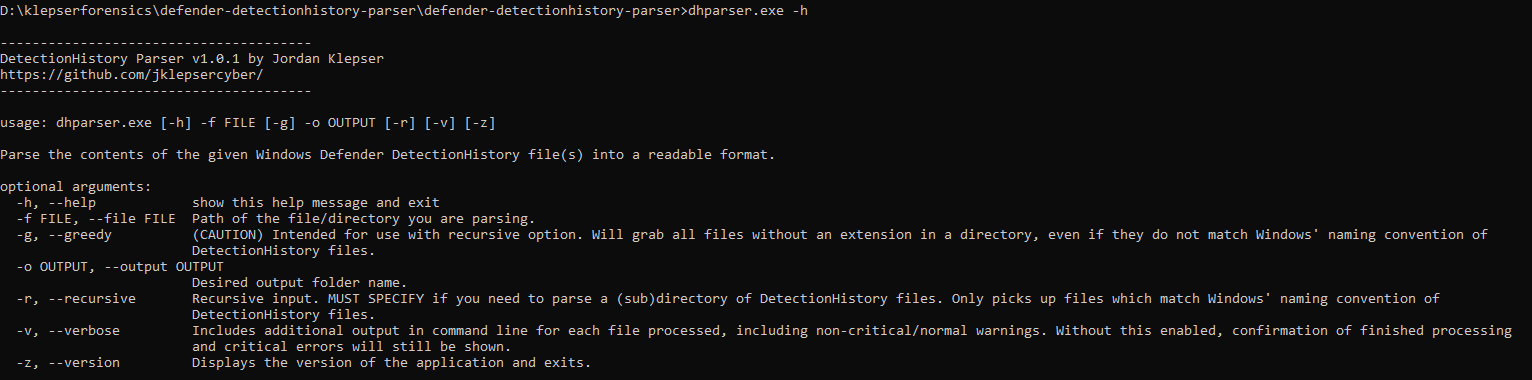 D:\klepserforensics\defender-detectionhistory-parser\defender-detectionhistory-parser>dhparser.exe -h
---------------------------------------
DetectionHistory Parser v1.0.1 by Jordan Klepser
https://github.com/jklepsercyber/
---------------------------------------
usage: dhparser.exe [-h] -f FILE [-g] -o OUTPUT [-r] [-v] [-z]
Parse the contents of the given Windows Defender DetectionHistory file(s) into a readable format.
optional arguments:
-h, --help            show this help message and exit
-f FILE, --file FILE  Path of the file/directory you are parsing.
-g, --greedy          (CAUTION) Intended for use with recursive option. Will grab all files without an extension in a directory, even if they do not match Windows' naming convention of
DetectionHistory files.
-o OUTPUT, --output OUTPUT
Desired output folder name.
-r, --recursive       Recursive input. MUST SPECIFY if you need to parse a (sub)directory of DetectionHistory files. Only picks up files which match Windows' naming convention of
DetectionHistory files.
-v, --verbose         Includes additional output in command line for each file processed, including non-critical/normal warnings. Without this enabled, confirmation of finished processing
and critical errors will still be shown.
-z, --version         Displays the version of the application and exits.